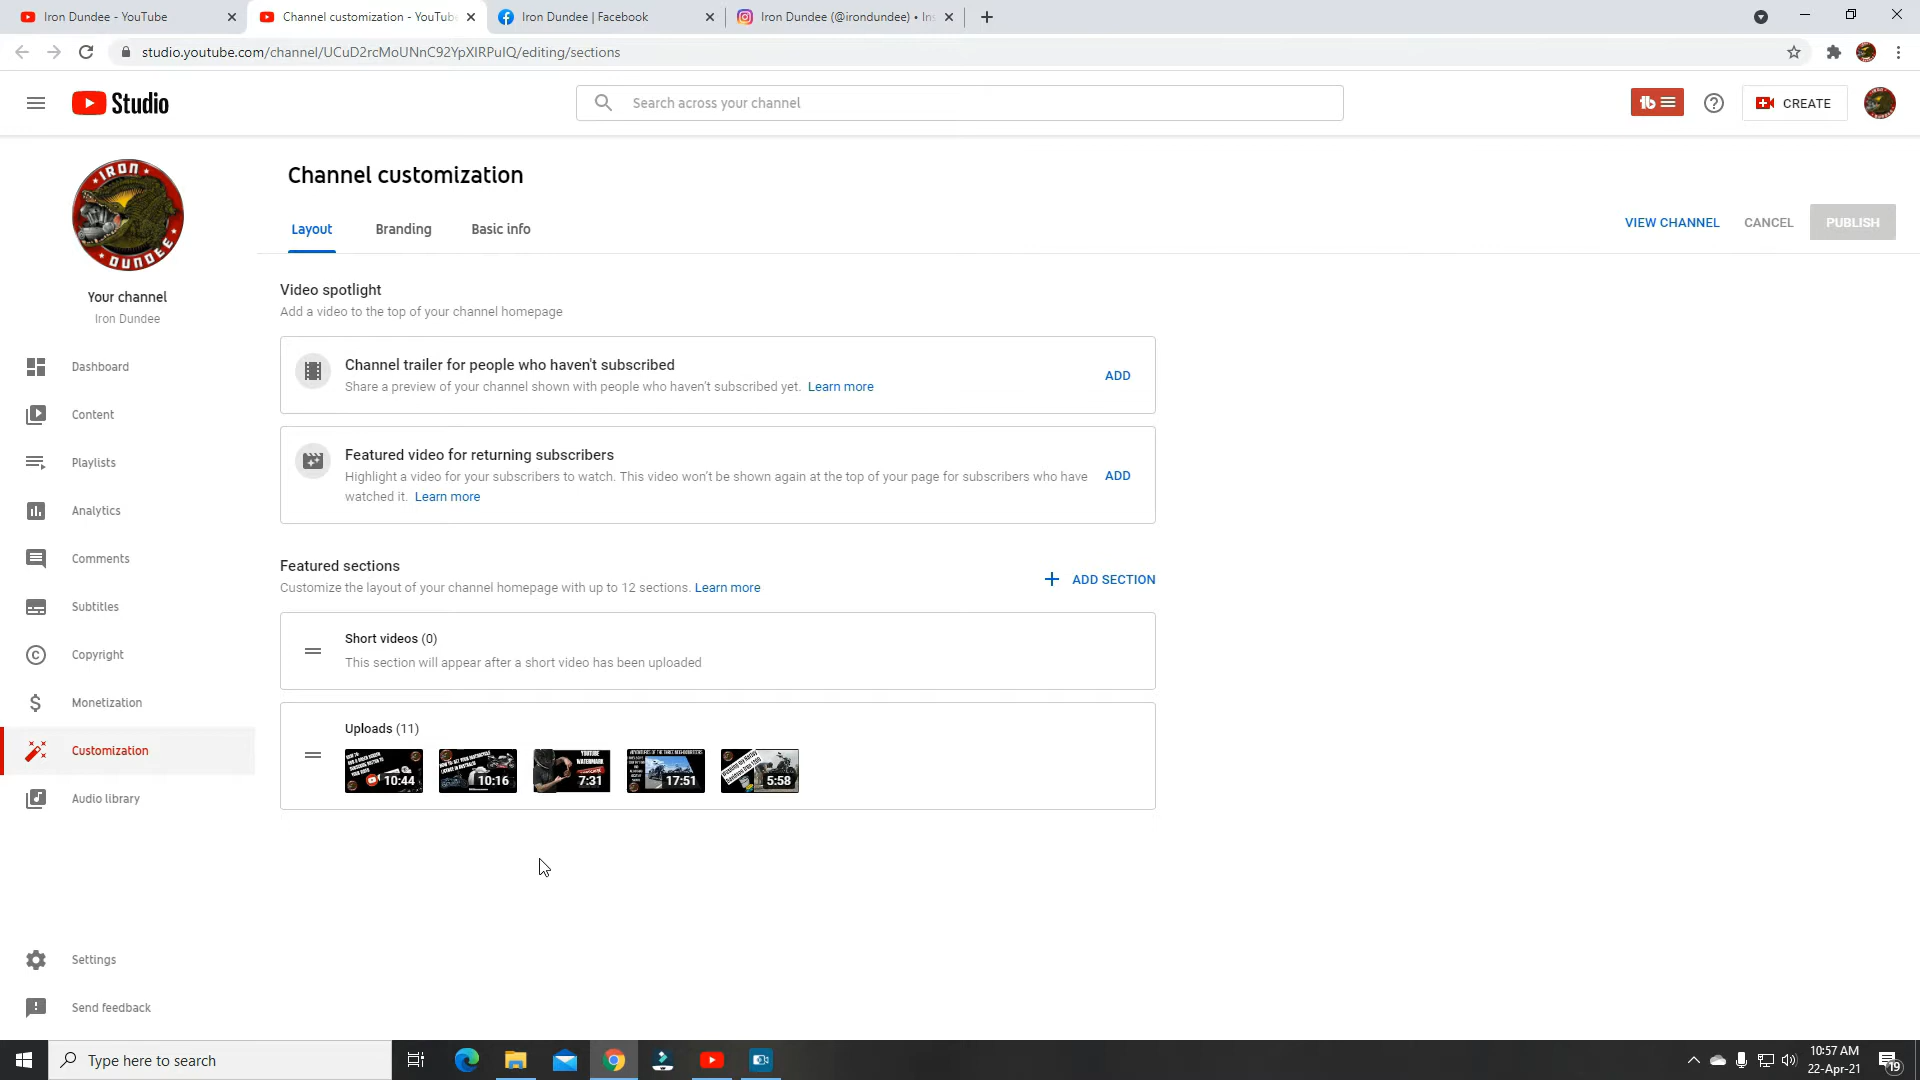 Iron Dundee - YouTube
Channel customization - YouTube
Iron Dundee | Facebook
Iron Dundee (@irondundee) • Ins
studio.youtube.com/channel/UCuD2rcMoUNnC92YpXlRPuIQ/editing/sections
Studio
Search across your channel
CREATE
IRON
DUNDEE
Your channel
Iron Dundee
Dashboard
Content
Playlists
Analytics
Comments
Subtitles
Copyright
Monetization
Customization
Audio library
Settings
Send feedback
Channel customization
Layout
Branding
Basic info
VIEW CHANNEL
CANCEL
PUBLISH
Video spotlight
Add a video to the top of your channel homepage
Channel trailer for people who haven't subscribed
Share a preview of your channel shown with people who haven't subscribed yet. Learn more
ADD
Featured video for returning subscribers
Highlight a video for your subscribers to watch. This video won't be shown again at the top of your page for subscribers who have
watched it. Learn more
ADD
Featured sections
Customize the layout of your channel homepage with up to 12 sections. Learn more
ADD SECTION
Short videos (0)
This section will appear after a short video has been uploaded
Uploads (11)
10:44
10:16
YOUTUBE
WATERMARK
7:31
17:51
5:58
Type here to search
10:57 AM
22-Apr-21
19